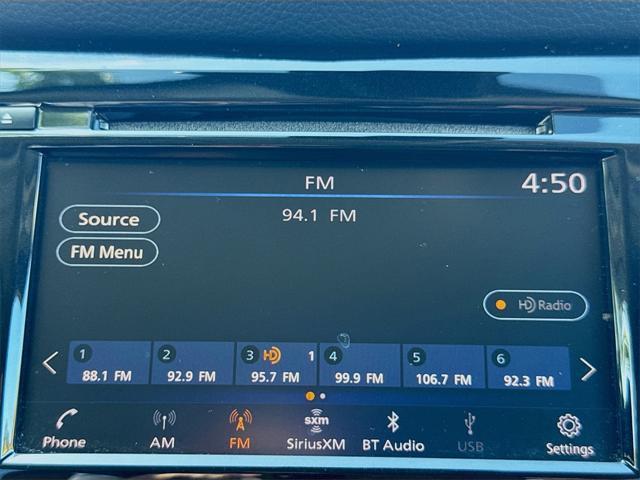 FM 4:50
Source 94.1 FM
FM Menu
HD Radio
1 2 3 HD 1 4 5 6
88.1 FM 92.9 FM 95.7 FM 99.9 FM 106.7 FM 92.3 FM
sxm
Phone AM FM SiriusXM BT Audio USB Settings